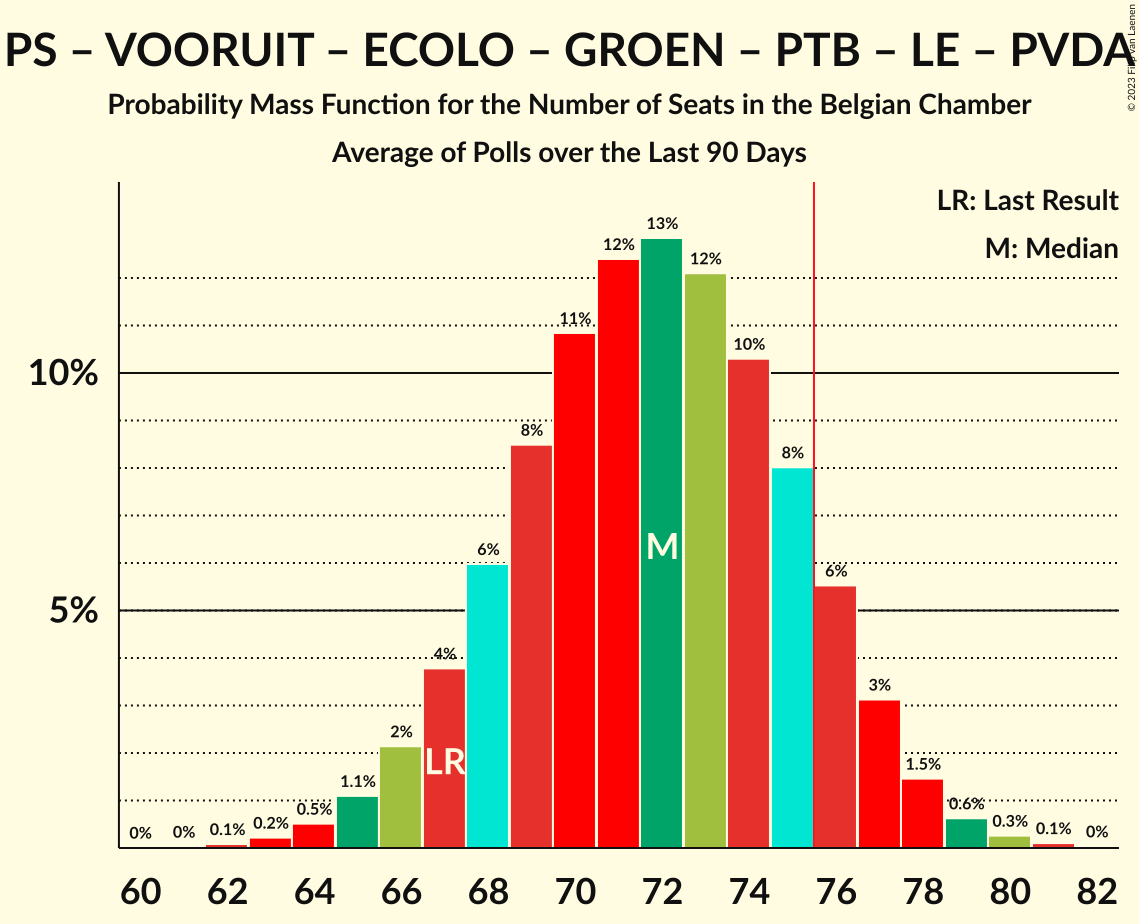 PS – VOORUIT – ECOLO – GROEN – PTB – LE – PVDA
© 2023 Filip van Laenen
Probability Mass Function for the Number of Seats in the Belgian Chamber
Average of Polls over the Last 90 Days
LR: Last Result
M: Median
10%
5%
0% 0% 0.1% 0.2% 0.5% 1.1% 2% 4% 6% 8% 11% 12% 13% 12% 10% 8% 6% 3% 1.5% 0.6% 0.3% 0.1% 0%
M
LR
60 62 64 66 68 70 72 74 76 78 80 82